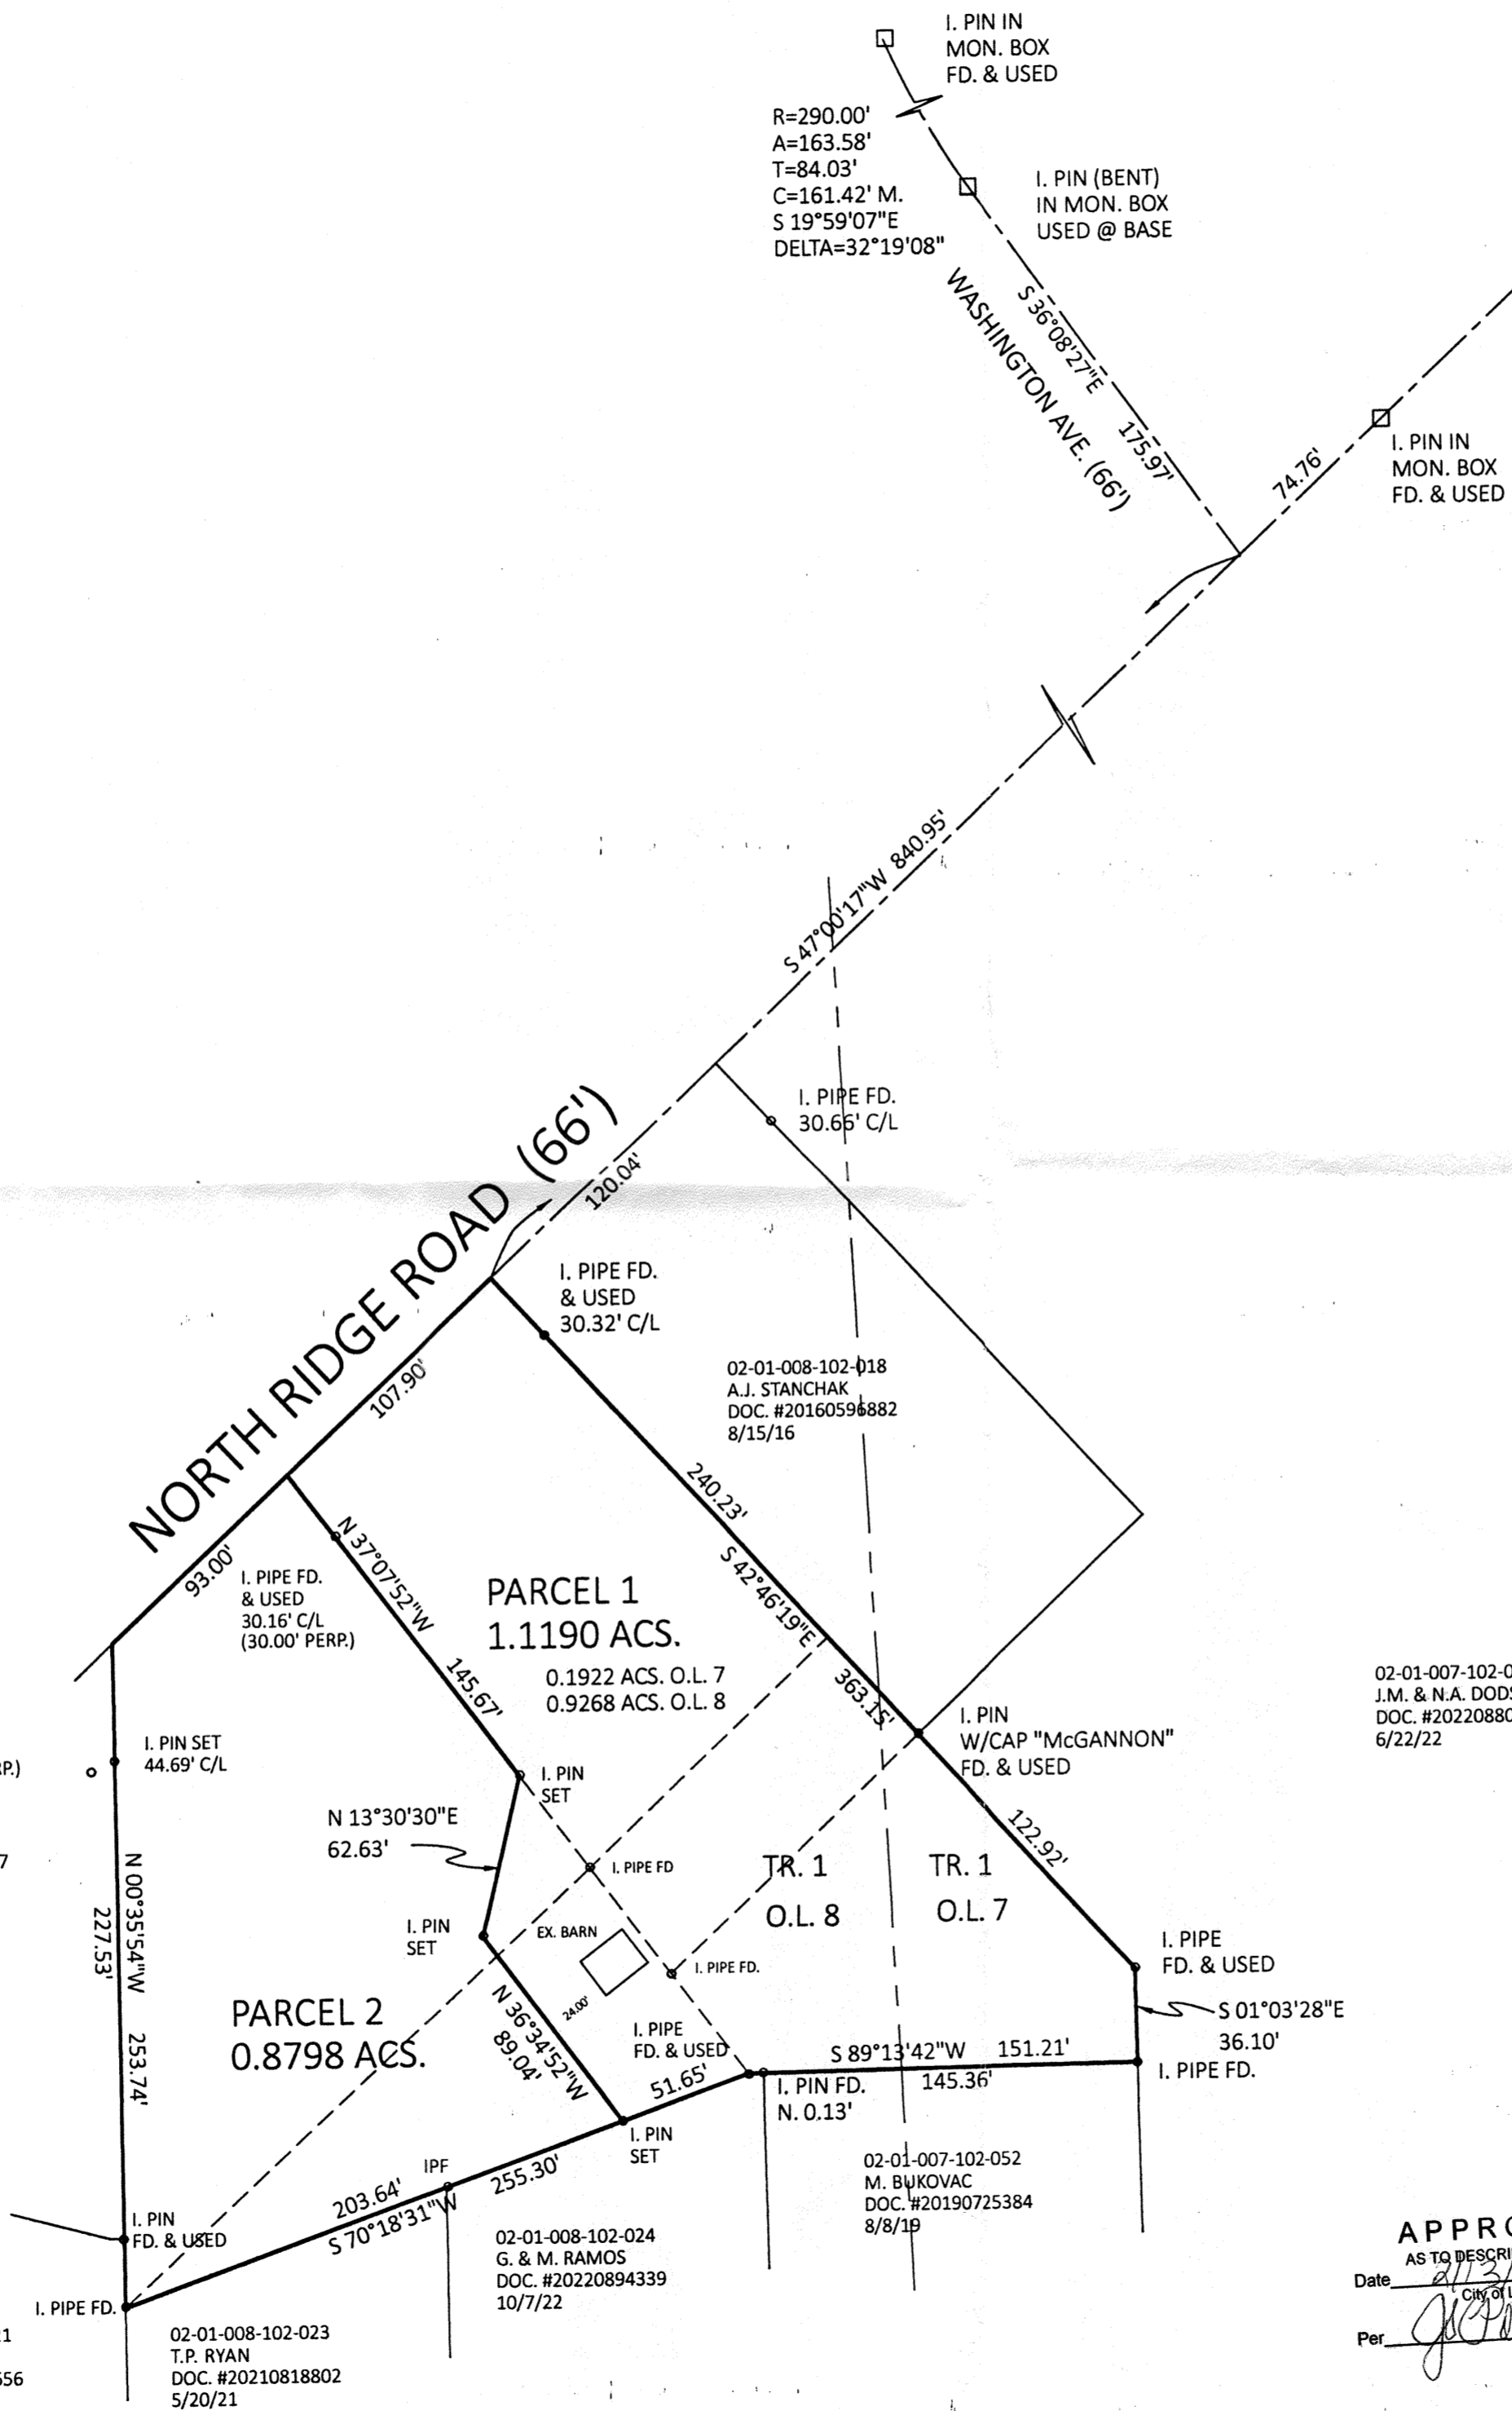 I. PIN IN
MON. BOX
FD. & USED
R=290.00'
A=163.58'
T=84.03'
C=161.42' M.
S 19°59'07"E
DELTA=32°19'08"
I. PIN (BENT)
IN MON. BOX
USED @ BASE
S 36°08'27"E 175.97'
WASHINGTON AVE. (66')
74.76'
I. PIN IN
MON. BOX
FD. & USED
S 47°00'17"W 840.95'
I. PIPE FD.
30.66' C/L
NORTH RIDGE ROAD (66')
120.04'
I. PIPE FD.
& USED
30.32' C/L
107.90'
02-01-008-102-018
A.J. STANCHAK
DOC. #20160596882
8/15/16
240.23'
S 42°46'19"E
363.15'
93.00'
I. PIPE FD.
& USED
30.16' C/L
(30.00' PERP.)
N 37°07'52"W
145.67'
PARCEL 1
1.1190 ACS.
0.1922 ACS. O.L. 7
0.9268 ACS. O.L. 8
02-01-007-102-0
J.M. & N.A. DODS
DOC. #20220880
6/22/22
I. PIN
W/CAP "McGANNON"
FD. & USED
I. PIN SET
44.69' C/L
P.)
I. PIN
SET
N 13°30'30"E
62.63'
122.92'
7
I. PIPE FD
TR. 1
O.L. 8
TR. 1
O.L. 7
N 00°35'54"W 253.74'
227.53'
I. PIN
SET
EX. BARN
I. PIPE FD.
24.00'
I. PIPE
FD. & USED
S 01°03'28"E
36.10'
PARCEL 2
0.8798 ACS.
N 36°34'52"W
89.04'
I. PIPE
FD. & USED
51.65'
S 89°13'42"W 151.21'
145.36'
I. PIPE FD.
I. PIN FD.
N. 0.13'
I. PIN
SET
IPF
255.30'
203.64'
S 70°18'31"W
02-01-007-102-052
M. BUKOVAC
DOC. #20190725384
8/8/19
I. PIN
FD. & USED
02-01-008-102-024
G. & M. RAMOS
DOC. #20220894339
10/7/22
I. PIPE FD.
APPRO
AS TO DESCRI
Date
City of L
Per
1
656
02-01-008-102-023
T.P. RYAN
DOC. #20210818802
5/20/21